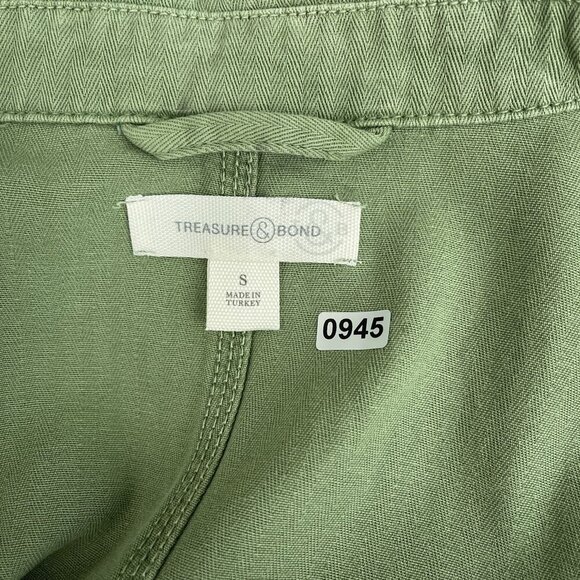 TREASURE & BOND
S
MADE IN
TURKEY
0945